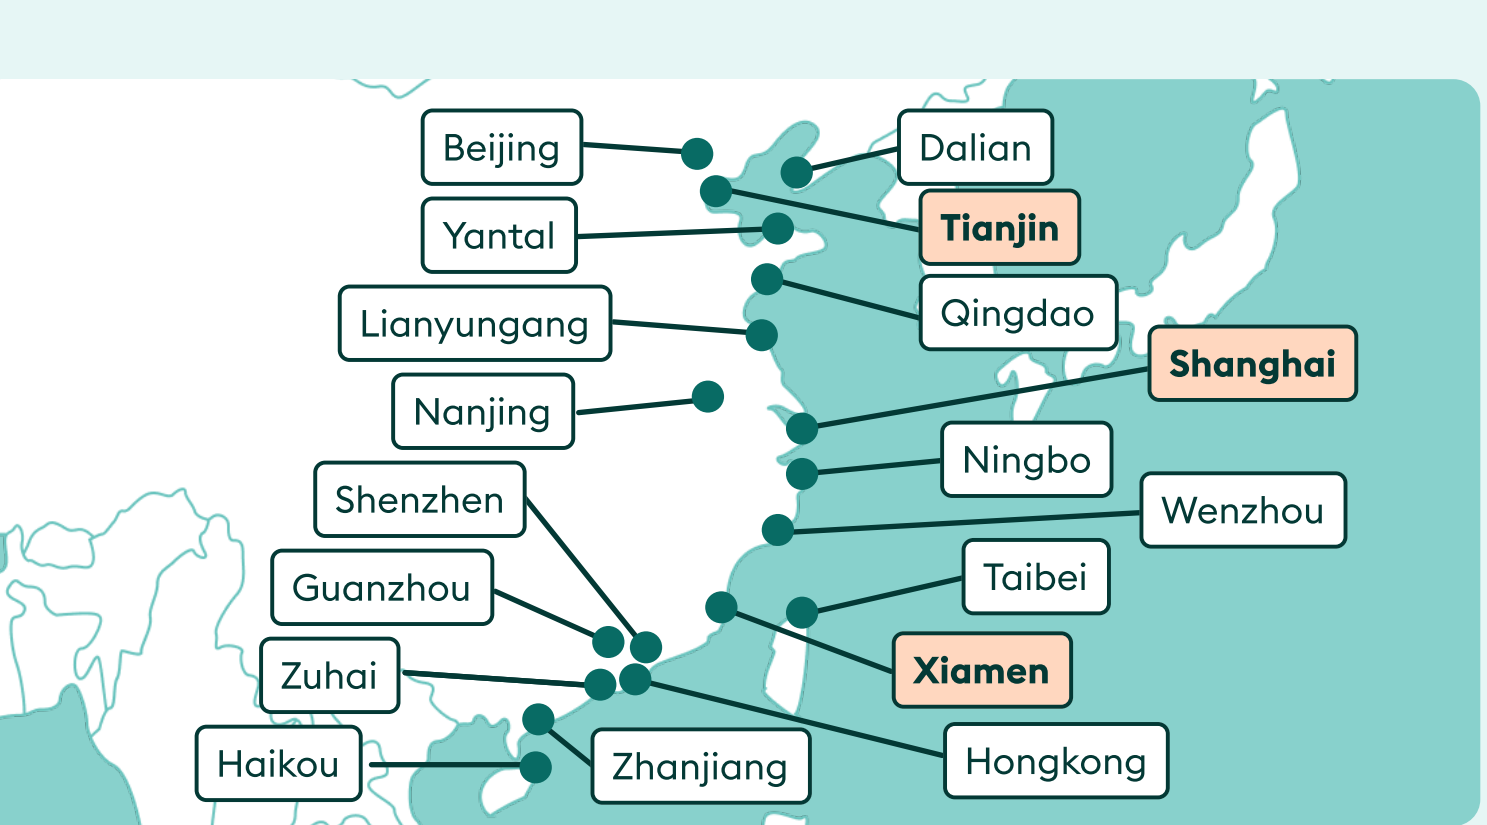 Beijing
Dalian
Yantal
Tianjin
Lianyungang
Qingdao
Shanghai
Nanjing
Ningbo
Shenzhen
Wenzhou
Guanzhou
Taibei
Zuhai
Xiamen
Haikou
Zhanjiang
Hongkong